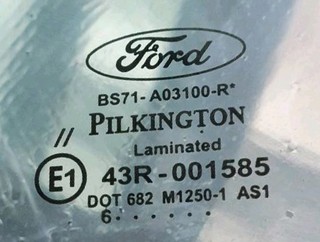 Ford
BS71-A03100-R*
PILKINGTON
//
Laminated
E1 43R-001585
DOT 682 M1250-1 AS1
6.......